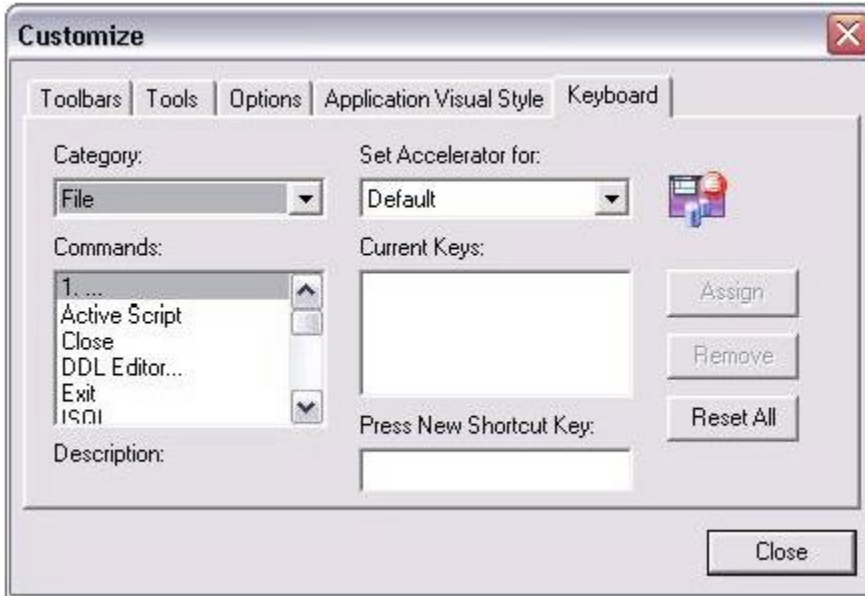 Customize
Toolbars Tools Options Application Visual Style Keyboard
Category: Set Accelerator for:
File Default
Commands: Current Keys:
1. ...
Active Script
Close
DDL Editor...
Exit
ISQL
Description:
Press New Shortcut Key:
Assign
Remove
Reset All
Close